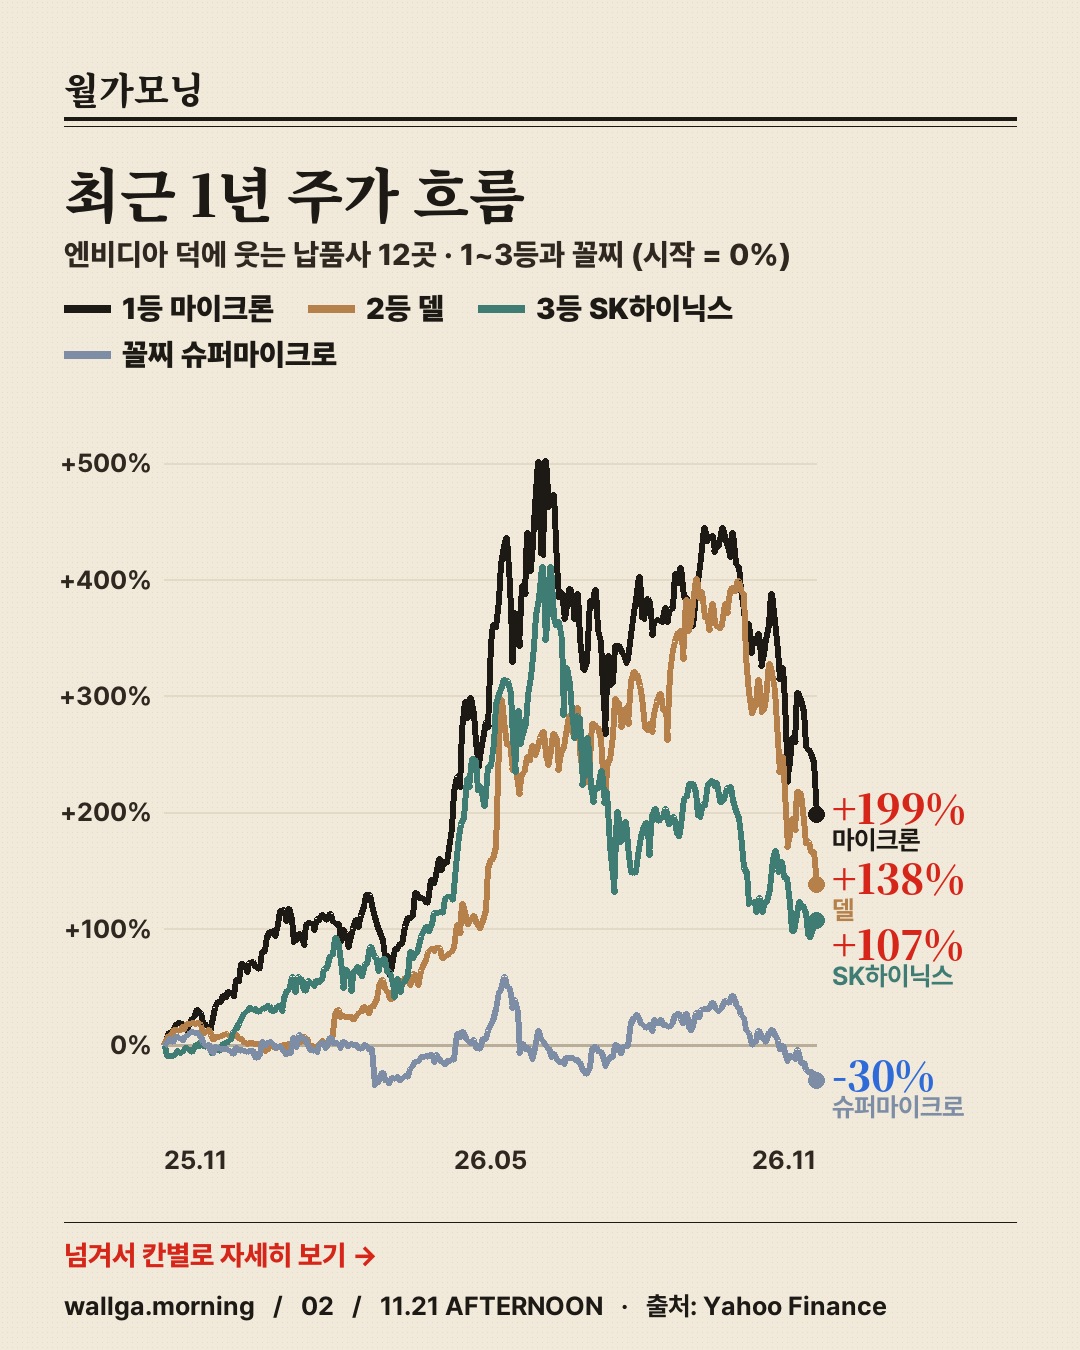 월가모닝
최근 1년 주가 흐름
엔비디아 덕에 웃는 납품사 12곳 · 1~3등과 꼴찌 (시작 = 0%)
1등 마이크론 2등 델 3등 SK하이닉스
꼴찌 슈퍼마이크로
+500%
+400%
+300%
+200%
+100%
0%
+199%
마이크론
+138%
델
+107%
SK하이닉스
-30%
슈퍼마이크로
25.11 26.05 26.11
넘겨서 칸별로 자세히 보기 →
wallga.morning / 02 / 11.21 AFTERNOON · 출처: Yahoo Finance